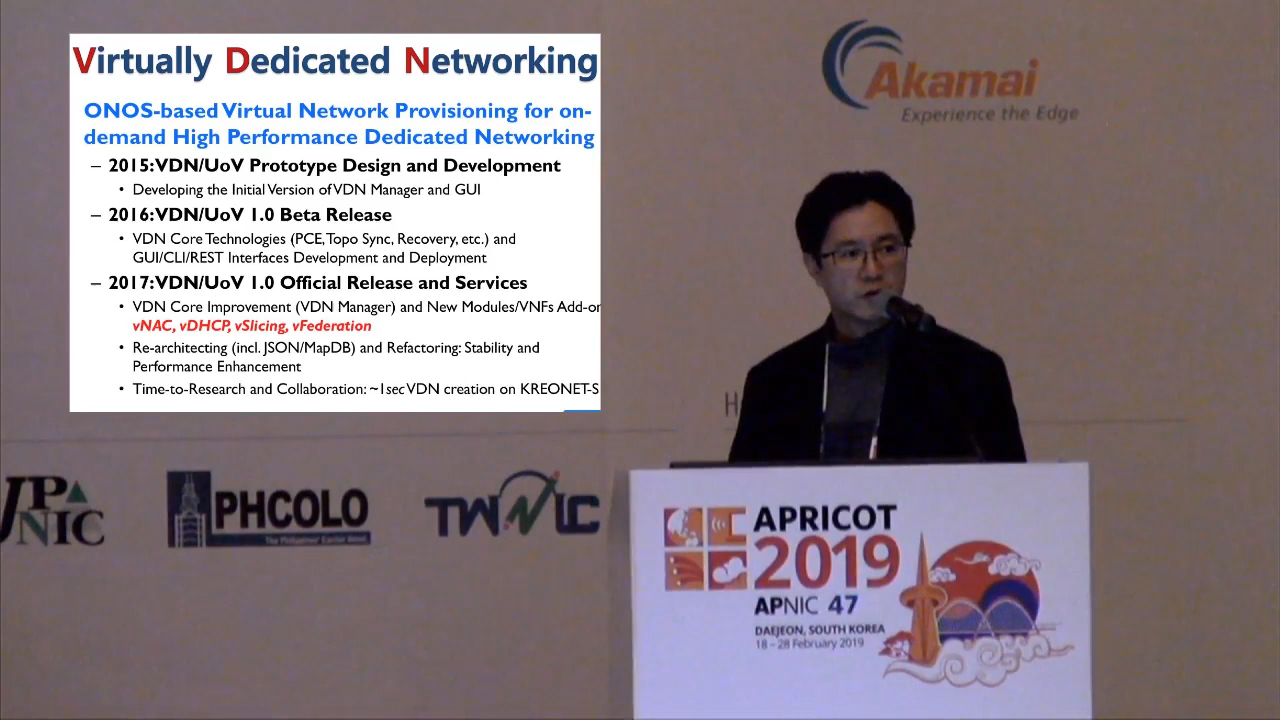 Virtually Dedicated Networking
ONOS-based Virtual Network Provisioning for on-
demand High Performance Dedicated Networking
– 2015:VDN/UoV Prototype Design and Development
• Developing the Initial Version of VDN Manager and GUI
– 2016:VDN/UoV 1.0 Beta Release
• VDN Core Technologies (PCE, Topo Sync, Recovery, etc.) and
GUI/CLI/REST Interfaces Development and Deployment
– 2017:VDN/UoV 1.0 Official Release and Services
• VDN Core Improvement (VDN Manager) and New Modules/VNFs Add-on
vNAC, vDHCP, vSlicing, vFederation
• Re-architecting (incl. JSON/MapDB) and Refactoring: Stability and
Performance Enhancement
• Time-to-Research and Collaboration: ~1sec VDN creation on KREONET-S
Akamai
Experience the Edge
H
JP
NIC
PHCOLO
TWNIC
APRICOT
2019
APNIC 47
DAEJEON, SOUTH KOREA
18 – 28 February 2019